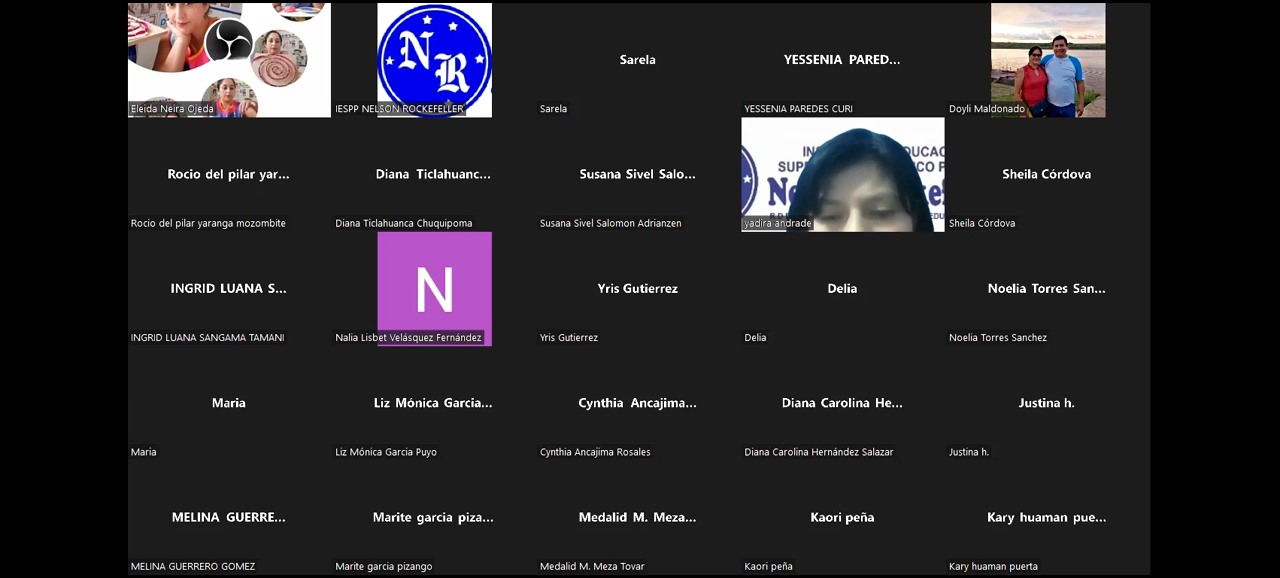 Eleida Neira Ojeda
NR
IESPP NELSON ROCKEFELLER
Sarela
Sarela
YESSENIA PARED...
YESSENIA PAREDES CURI
Doyli Maldonado
Rocio del pilar yar...
Rocio del pilar yaranga mozombite
Diana Ticlahuanc...
Diana Ticlahuanca Chuquipoma
Susana Sivel Salo...
Susana Sivel Salomon Adrianzen
yadira andrade
Sheila Córdova
Sheila Córdova
INGRID LUANA S...
INGRID LUANA SANGAMA TAMANI
N
Nalia Lisbet Velásquez Fernández
Yris Gutierrez
Yris Gutierrez
Delia
Delia
Noelia Torres San...
Noelia Torres Sanchez
Maria
Maria
Liz Mónica Garcia...
Liz Mónica García Puyo
Cynthia Ancajima...
Cynthia Ancajima Rosales
Diana Carolina He...
Diana Carolina Hernández Salazar
Justina h.
Justina h.
MELINA GUERRE...
MELINA GUERRERO GOMEZ
Marite garcia piza...
Marite garcia pizango
Medalid M. Meza...
Medalid M. Meza Tovar
Kaori peña
Kaori peña
Kary huaman pue...
Kary huaman puerta